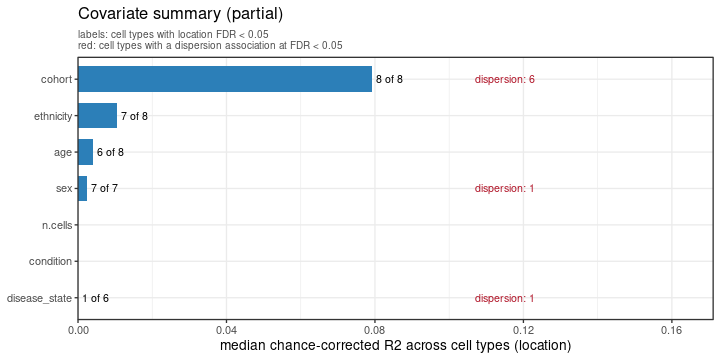 Covariate summary (partial)
labels: cell types with location FDR < 0.05
red: cell types with a dispersion association at FDR < 0.05
cohort 8 of 8 dispersion: 6
ethnicity 7 of 8
age 6 of 8
sex 7 of 7 dispersion: 1
n.cells
condition
disease_state 1 of 6 dispersion: 1
0.00 0.04 0.08 0.12 0.16
median chance-corrected R2 across cell types (location)